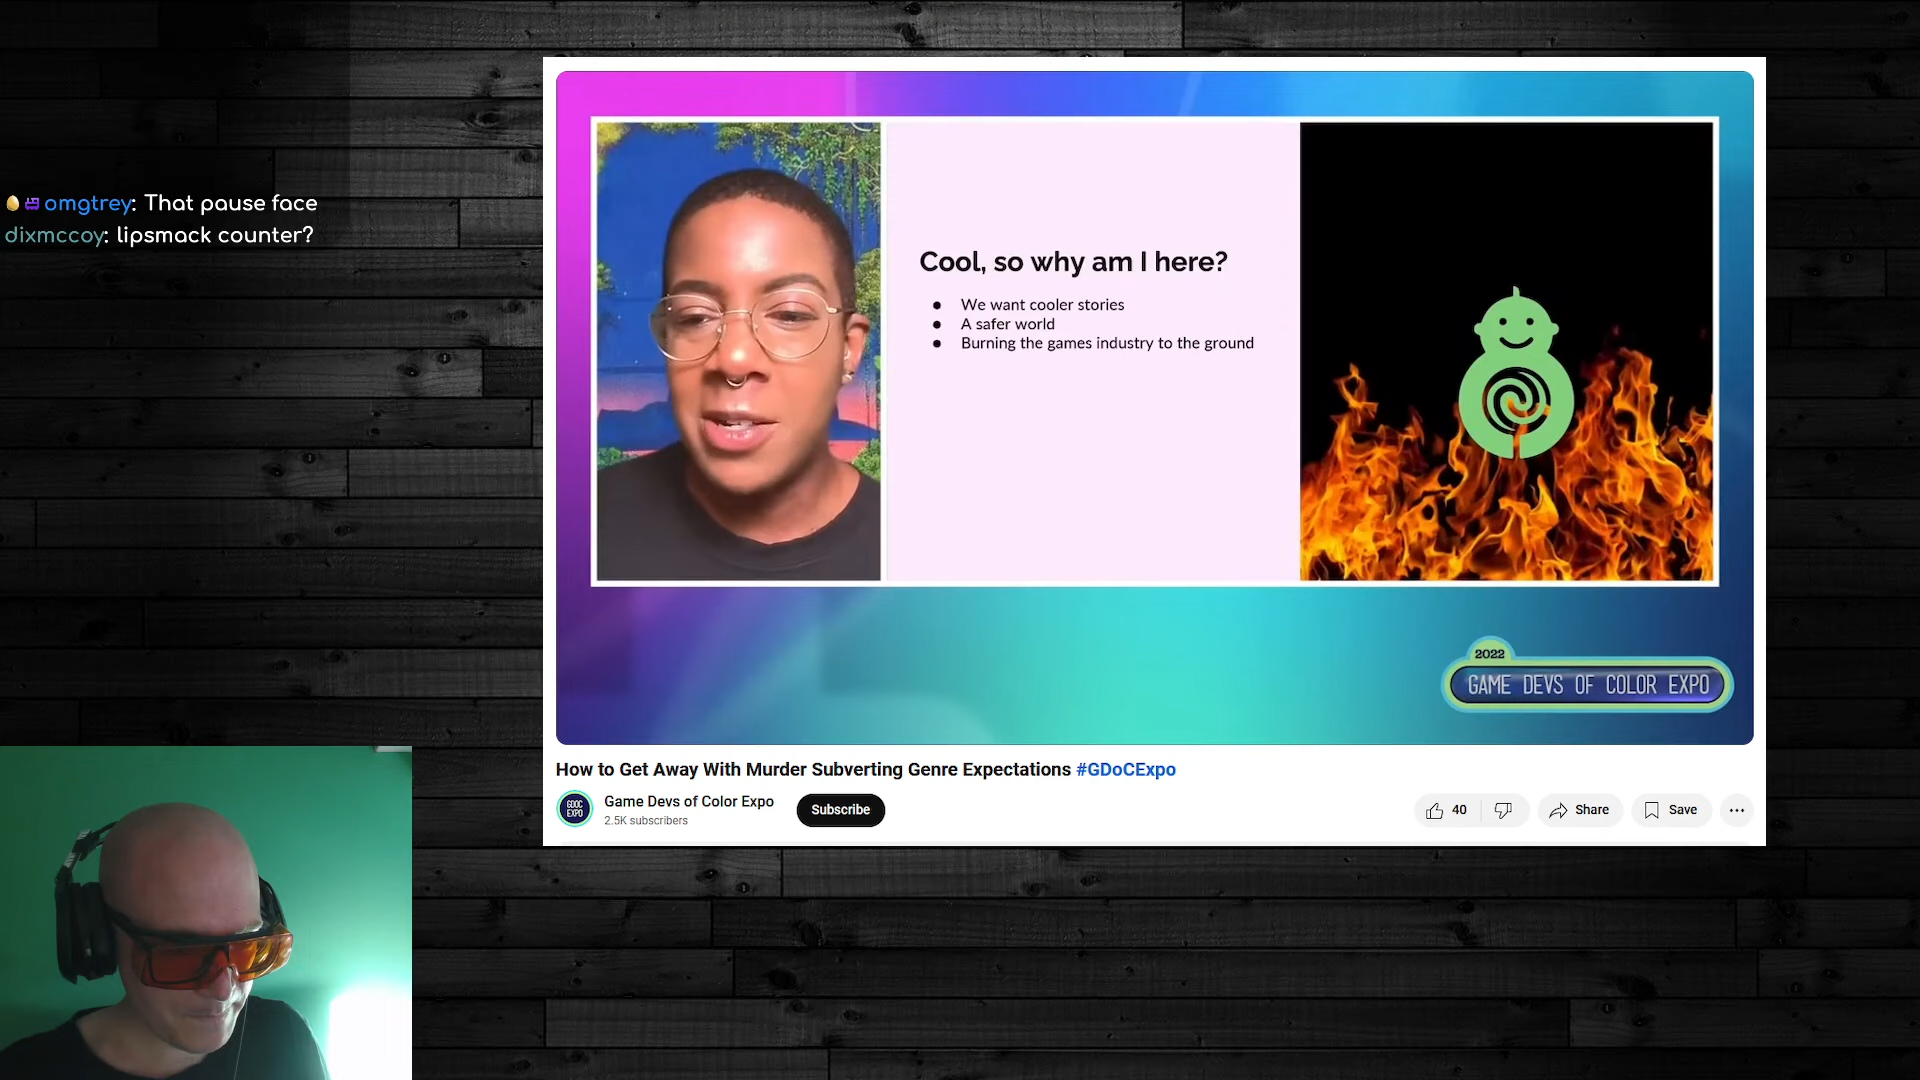 omgtrey: That pause face
dixmccoy: lipsmack counter?
Cool, so why am I here?
● We want cooler stories
● A safer world
● Burning the games industry to the ground
2022
GAME DEVS OF COLOR EXPO
How to Get Away With Murder Subverting Genre Expectations #GDoCExpo
GDOC
EXPO
Game Devs of Color Expo
2.5K subscribers
Subscribe
40
Share
Save